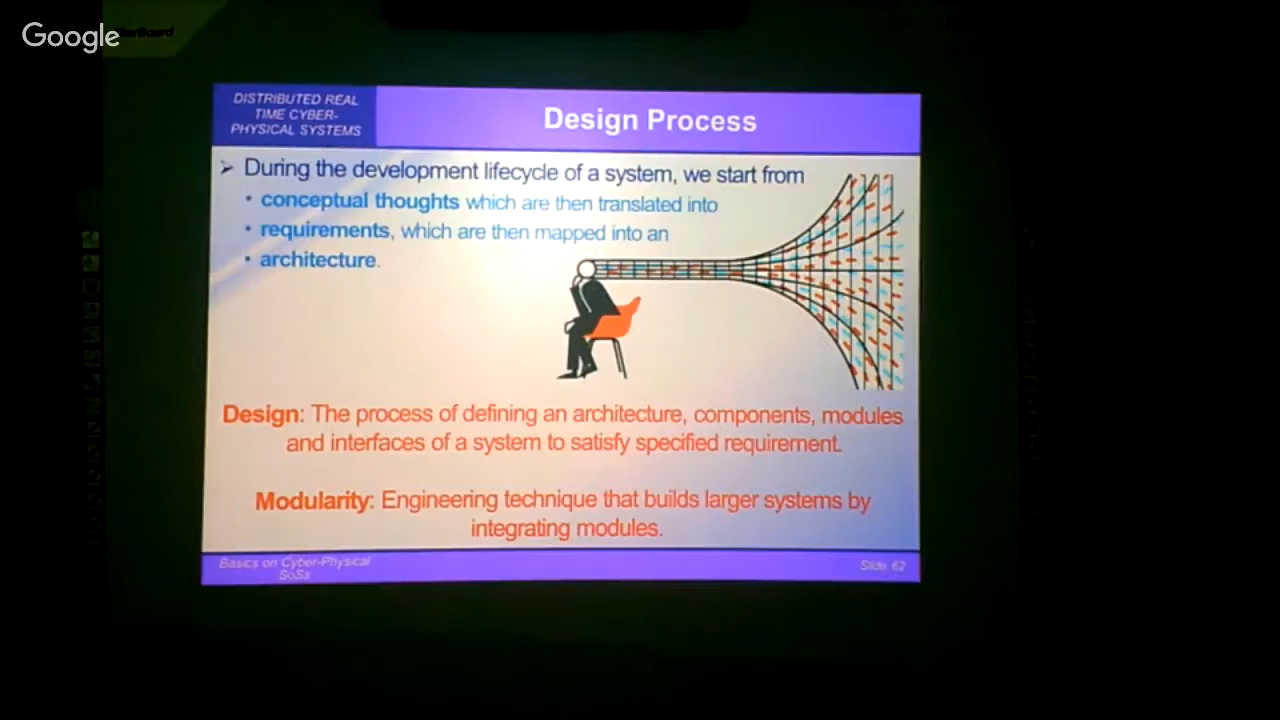 Google
DISTRIBUTED REAL
TIME CYBER-
PHYSICAL SYSTEMS
Design Process
➢ During the development lifecycle of a system, we start from
• conceptual thoughts which are then translated into
• requirements, which are then mapped into an
• architecture.
Design: The process of defining an architecture, components, modules
and interfaces of a system to satisfy specified requirement.
Modularity: Engineering technique that builds larger systems by
integrating modules.
Basics on Cyber-Physical
SoSs
Slide 62